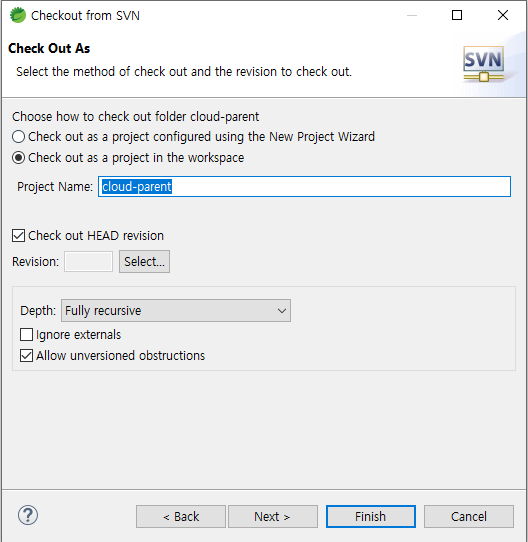 Checkout from SVN
Check Out As
Select the method of check out and the revision to check out.
SVN
Choose how to check out folder cloud-parent
Check out as a project configured using the New Project Wizard
Check out as a project in the workspace
Project Name: cloud-parent
Check out HEAD revision
Revision: Select...
Depth: Fully recursive
Ignore externals
Allow unversioned obstructions
? < Back Next > Finish Cancel